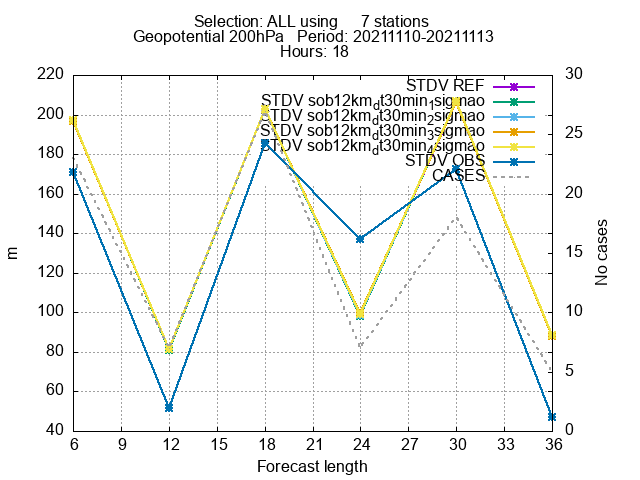 Selection: ALL using 7 stations
Geopotential 200hPa Period: 20211110-20211113
Hours: 18
STDV REF
STDV sob12km_dt30min_1sigmao
STDV sob12km_dt30min_2sigmao
STDV sob12km_dt30min_3sigmao
STDV sob12km_dt30min_4sigmao
STDV OBS
CASES
220
200
180
160
140
120
100
80
60
40
m
30
25
20
15
10
5
0
No cases
6 9 12 15 18 21 24 27 30 33 36
Forecast length